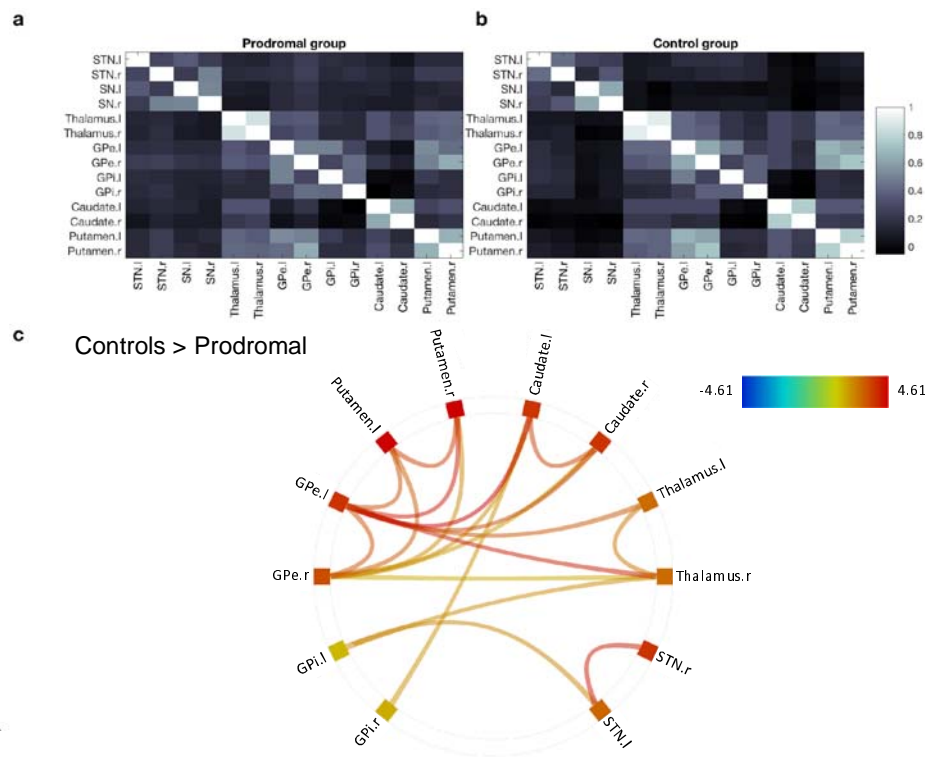 a
b
Prodromal group
Control group
STN.l
STN.r
SN.l
SN.r
Thalamus.l
Thalamus.r
GPe.l
GPe.r
GPi.l
GPi.r
Caudate.l
Caudate.r
Putamen.l
Putamen.r
STN.l
STN.r
SN.l
SN.r
Thalamus.l
Thalamus.r
GPe.l
GPe.r
GPi.l
GPi.r
Caudate.l
Caudate.r
Putamen.l
Putamen.r
STN.l
STN.r
SN.l
SN.r
Thalamus.l
Thalamus.r
GPe.l
GPe.r
GPi.l
GPi.r
Caudate.l
Caudate.r
Putamen.l
Putamen.r
STN.l
STN.r
SN.l
SN.r
Thalamus.l
Thalamus.r
GPe.l
GPe.r
GPi.l
GPi.r
Caudate.l
Caudate.r
Putamen.l
Putamen.r
1
0.8
0.6
0.4
0.2
0
c
Controls > Prodromal
-4.61
4.61
Putamen.r
Caudate.l
Putamen.l
Caudate.r
GPe.l
Thalamus.l
GPe.r
Thalamus.r
GPi.l
STN.r
GPi.r
STN.l